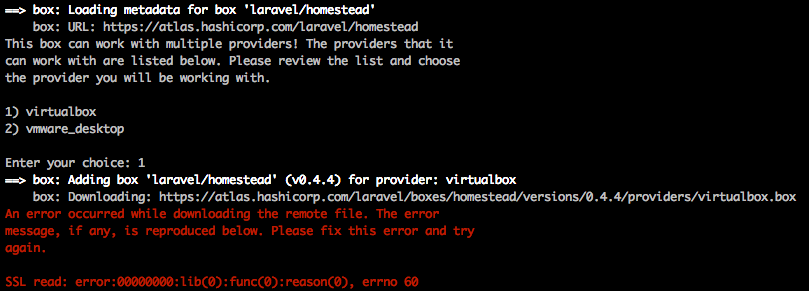 ==> box: Loading metadata for box 'laravel/homestead'
    box: URL: https://atlas.hashicorp.com/laravel/homestead
This box can work with multiple providers! The providers that it
can work with are listed below. Please review the list and choose
the provider you will be working with.

1) virtualbox
2) vmware_desktop

Enter your choice: 1
==> box: Adding box 'laravel/homestead' (v0.4.4) for provider: virtualbox
    box: Downloading: https://atlas.hashicorp.com/laravel/boxes/homestead/versions/0.4.4/providers/virtualbox.box
An error occurred while downloading the remote file. The error
message, if any, is reproduced below. Please fix this error and try
again.

SSL read: error:00000000:lib(0):func(0):reason(0), errno 60